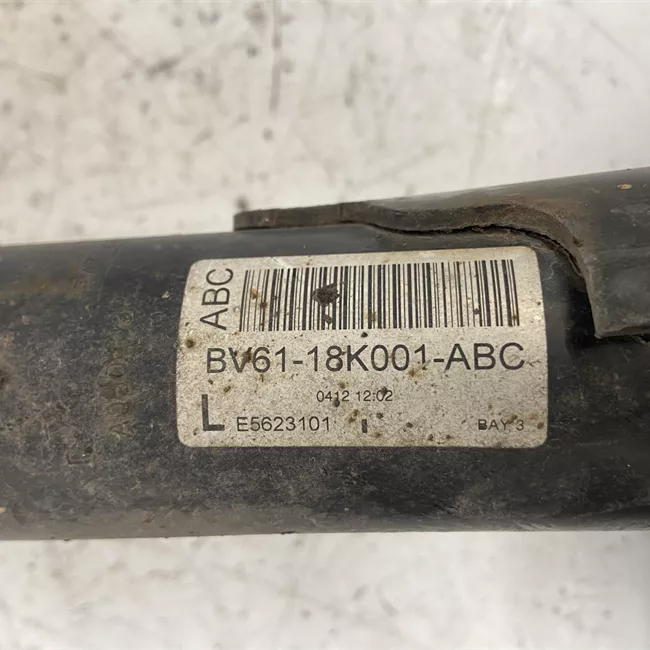 ABC
BV61-18K001-ABC
0412 12:02
L E5623101
BAY 3